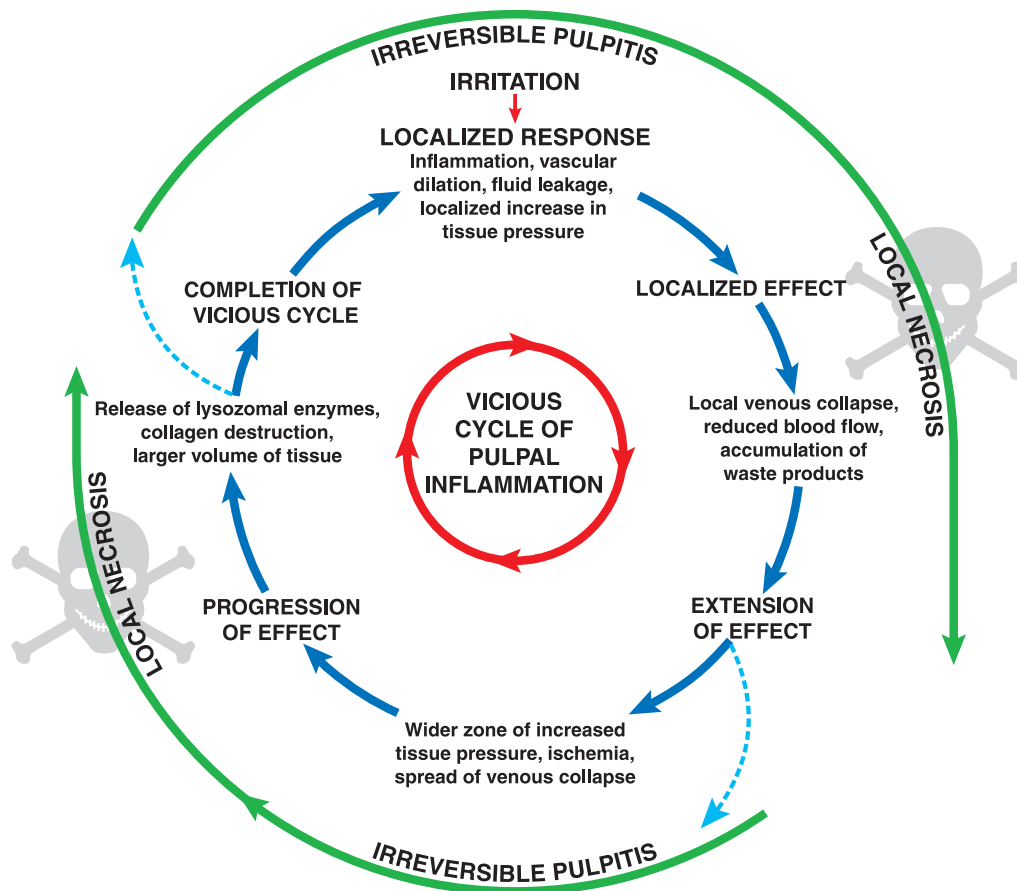 IRREVERSIBLE PULPITIS
IRRITATION
LOCALIZED RESPONSE
Inflammation, vascular
dilation, fluid leakage,
localized increase in
tissue pressure
LOCALIZED EFFECT
LOCAL NECROSIS
Local venous collapse,
reduced blood flow,
accumulation of
waste products
EXTENSION
OF EFFECT
Wider zone of increased
tissue pressure, ischemia,
spread of venous collapse
IRREVERSIBLE PULPITIS
PROGRESSION
OF EFFECT
LOCAL NECROSIS
Release of lysozomal enzymes,
collagen destruction,
larger volume of tissue
COMPLETION OF
VICIOUS CYCLE
VICIOUS
CYCLE OF
PULPAL
INFLAMMATION